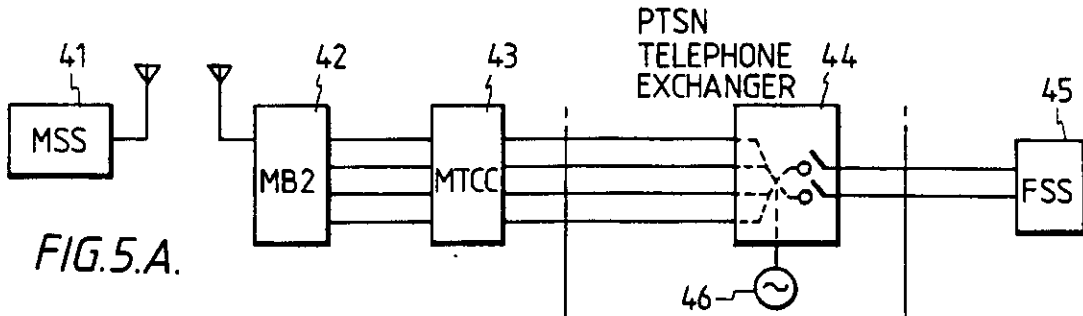 PTSN
TELEPHONE
EXCHANGER
41
42
43
44
45
MSS
MB2
MTCC
FSS
46
FIG.5.A.